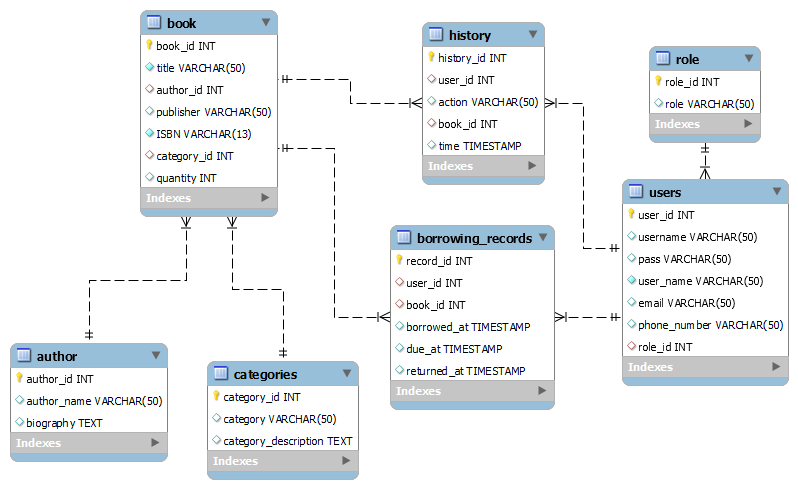 book
book_id INT
title VARCHAR(50)
author_id INT
publisher VARCHAR(50)
ISBN VARCHAR(13)
category_id INT
quantity INT
Indexes
history
history_id INT
user_id INT
action VARCHAR(50)
book_id INT
time TIMESTAMP
Indexes
role
role_id INT
role VARCHAR(50)
Indexes
users
user_id INT
username VARCHAR(50)
pass VARCHAR(50)
user_name VARCHAR(50)
email VARCHAR(50)
phone_number VARCHAR(50)
role_id INT
Indexes
borrowing_records
record_id INT
user_id INT
book_id INT
borrowed_at TIMESTAMP
due_at TIMESTAMP
returned_at TIMESTAMP
Indexes
author
author_id INT
author_name VARCHAR(50)
biography TEXT
Indexes
categories
category_id INT
category VARCHAR(50)
category_description TEXT
Indexes